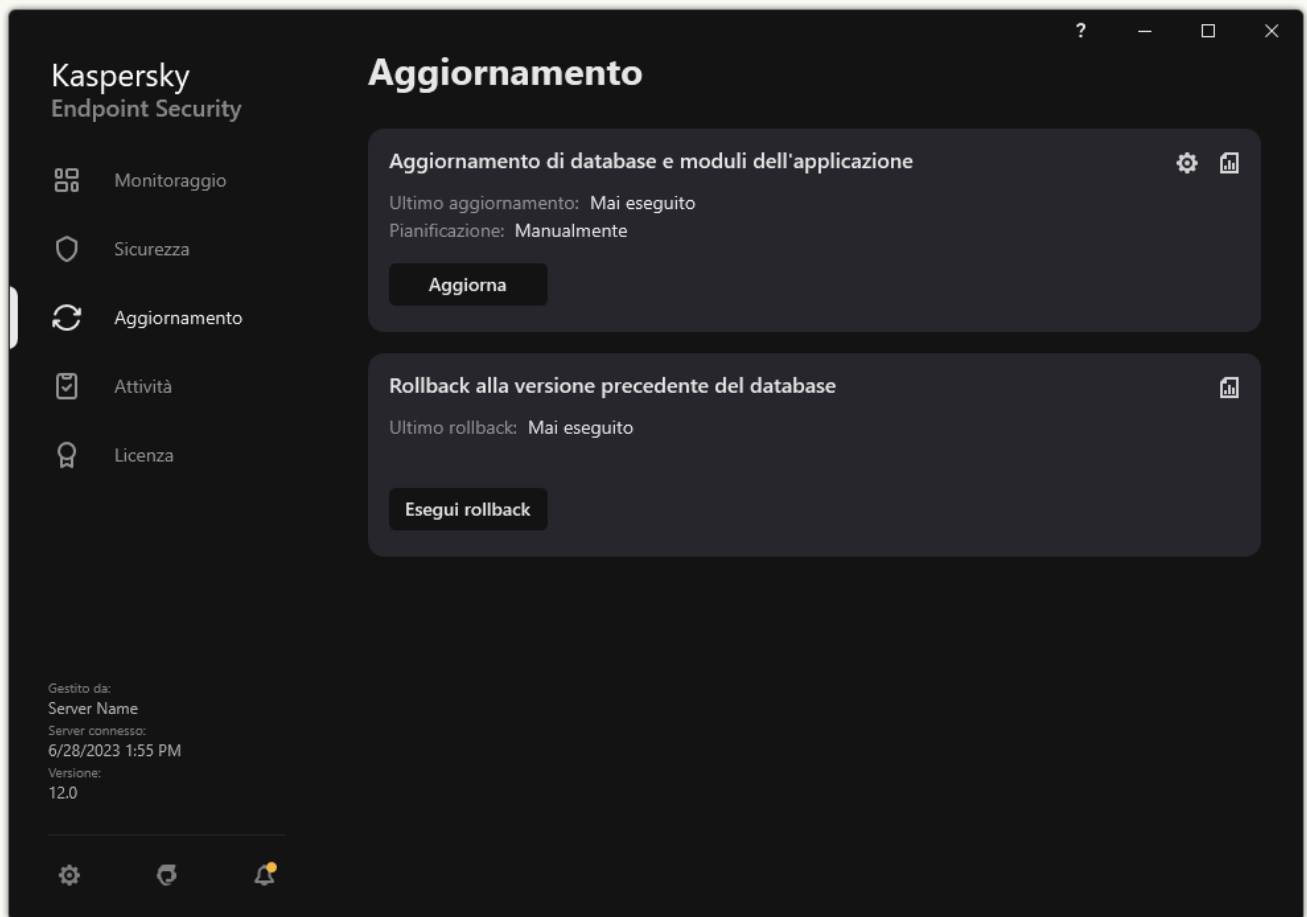 ?
Kaspersky
Endpoint Security
Monitoraggio
Sicurezza
Aggiornamento
Attività
Licenza
Gestito da:
Server Name
Server connesso:
6/28/2023 1:55 PM
Versione:
12.0
Aggiornamento
Aggiornamento di database e moduli dell'applicazione
Ultimo aggiornamento: Mai eseguito
Pianificazione: Manualmente
Aggiorna
Rollback alla versione precedente del database
Ultimo rollback: Mai eseguito
Esegui rollback